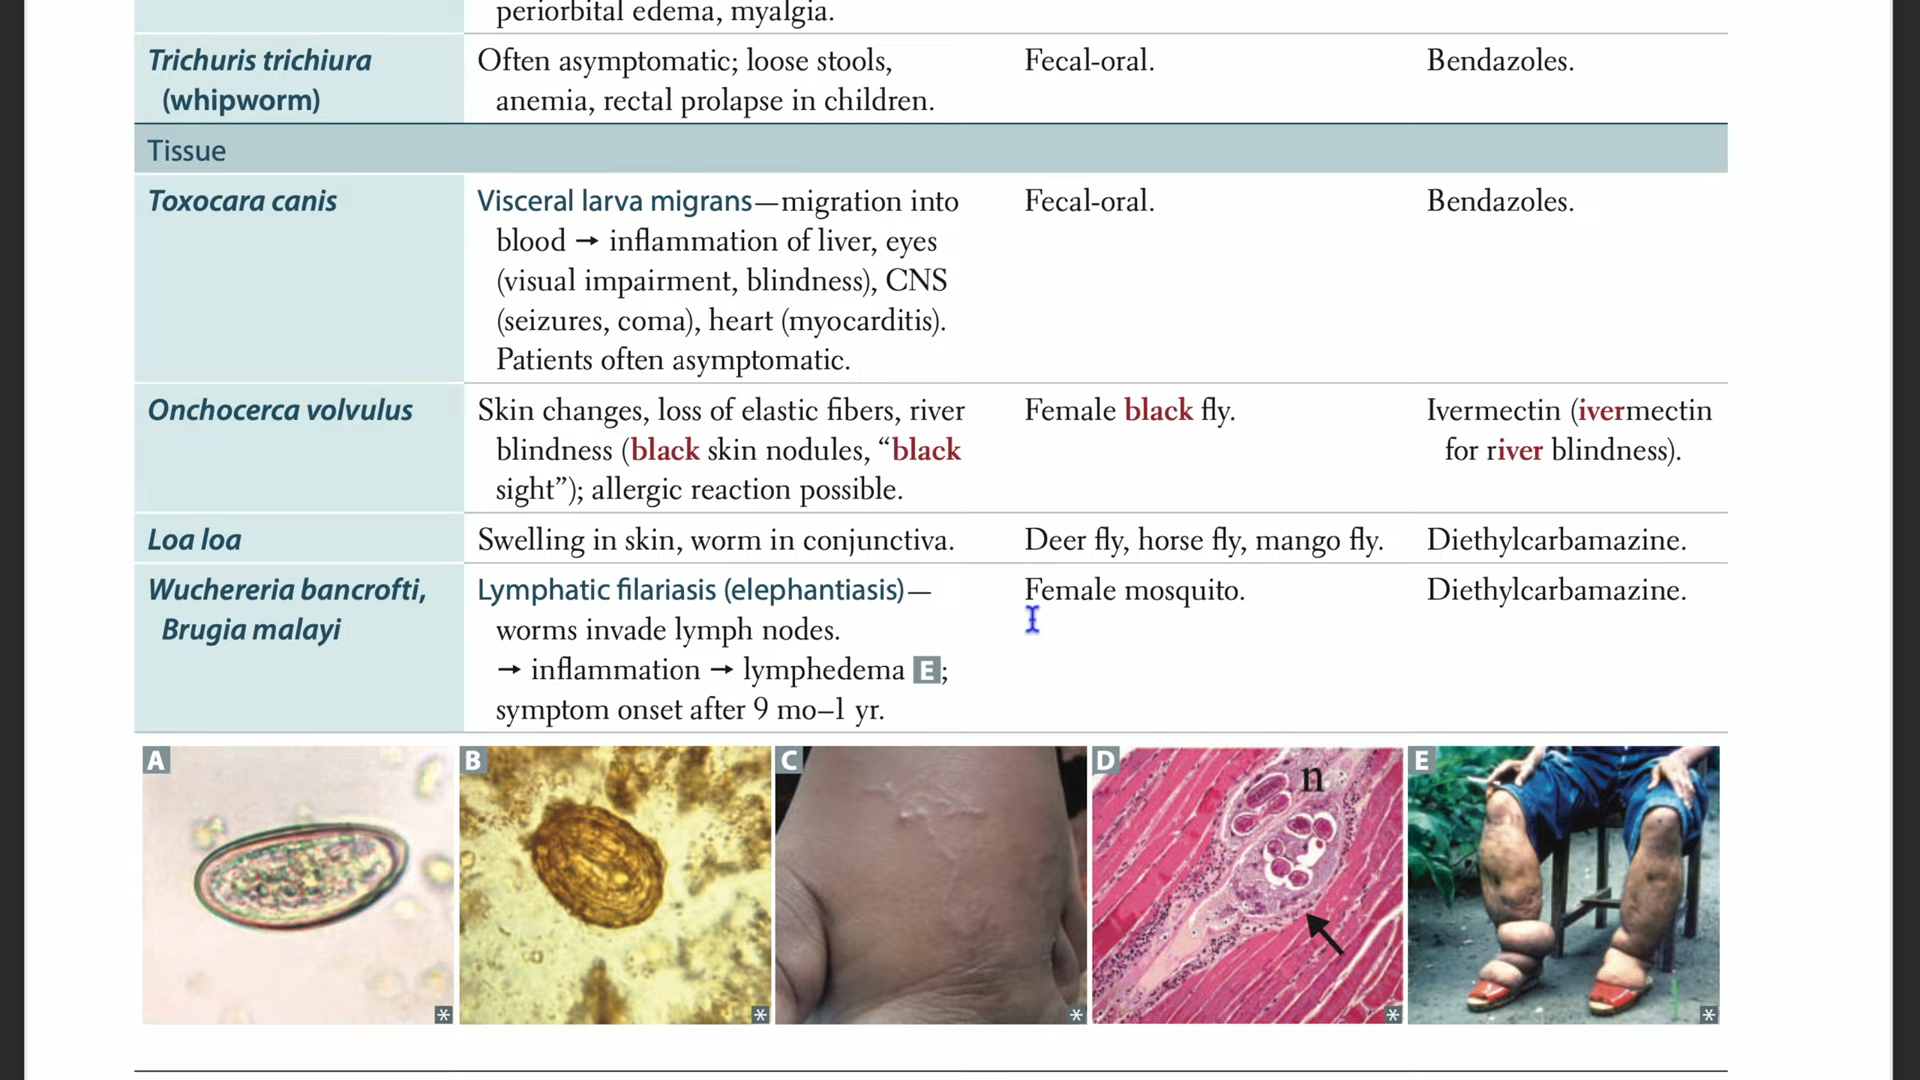 periorbital edema, myalgia.
Trichuris trichiura
(whipworm)
Often asymptomatic; loose stools,
anemia, rectal prolapse in children.
Fecal-oral.
Bendazoles.
Tissue
Toxocara canis
Visceral larva migrans—migration into
blood → inflammation of liver, eyes
(visual impairment, blindness), CNS
(seizures, coma), heart (myocarditis).
Patients often asymptomatic.
Fecal-oral.
Bendazoles.
Onchocerca volvulus
Skin changes, loss of elastic fibers, river
blindness (black skin nodules, “black
sight”); allergic reaction possible.
Female black fly.
Ivermectin (ivermectin
for river blindness).
Loa loa
Swelling in skin, worm in conjunctiva.
Deer fly, horse fly, mango fly.
Diethylcarbamazine.
Wuchereria bancrofti,
Brugia malayi
Lymphatic filariasis (elephantiasis)—
worms invade lymph nodes.
→ inflammation → lymphedema E;
symptom onset after 9 mo–1 yr.
Female mosquito.
Diethylcarbamazine.
A
B
C
D
n
E